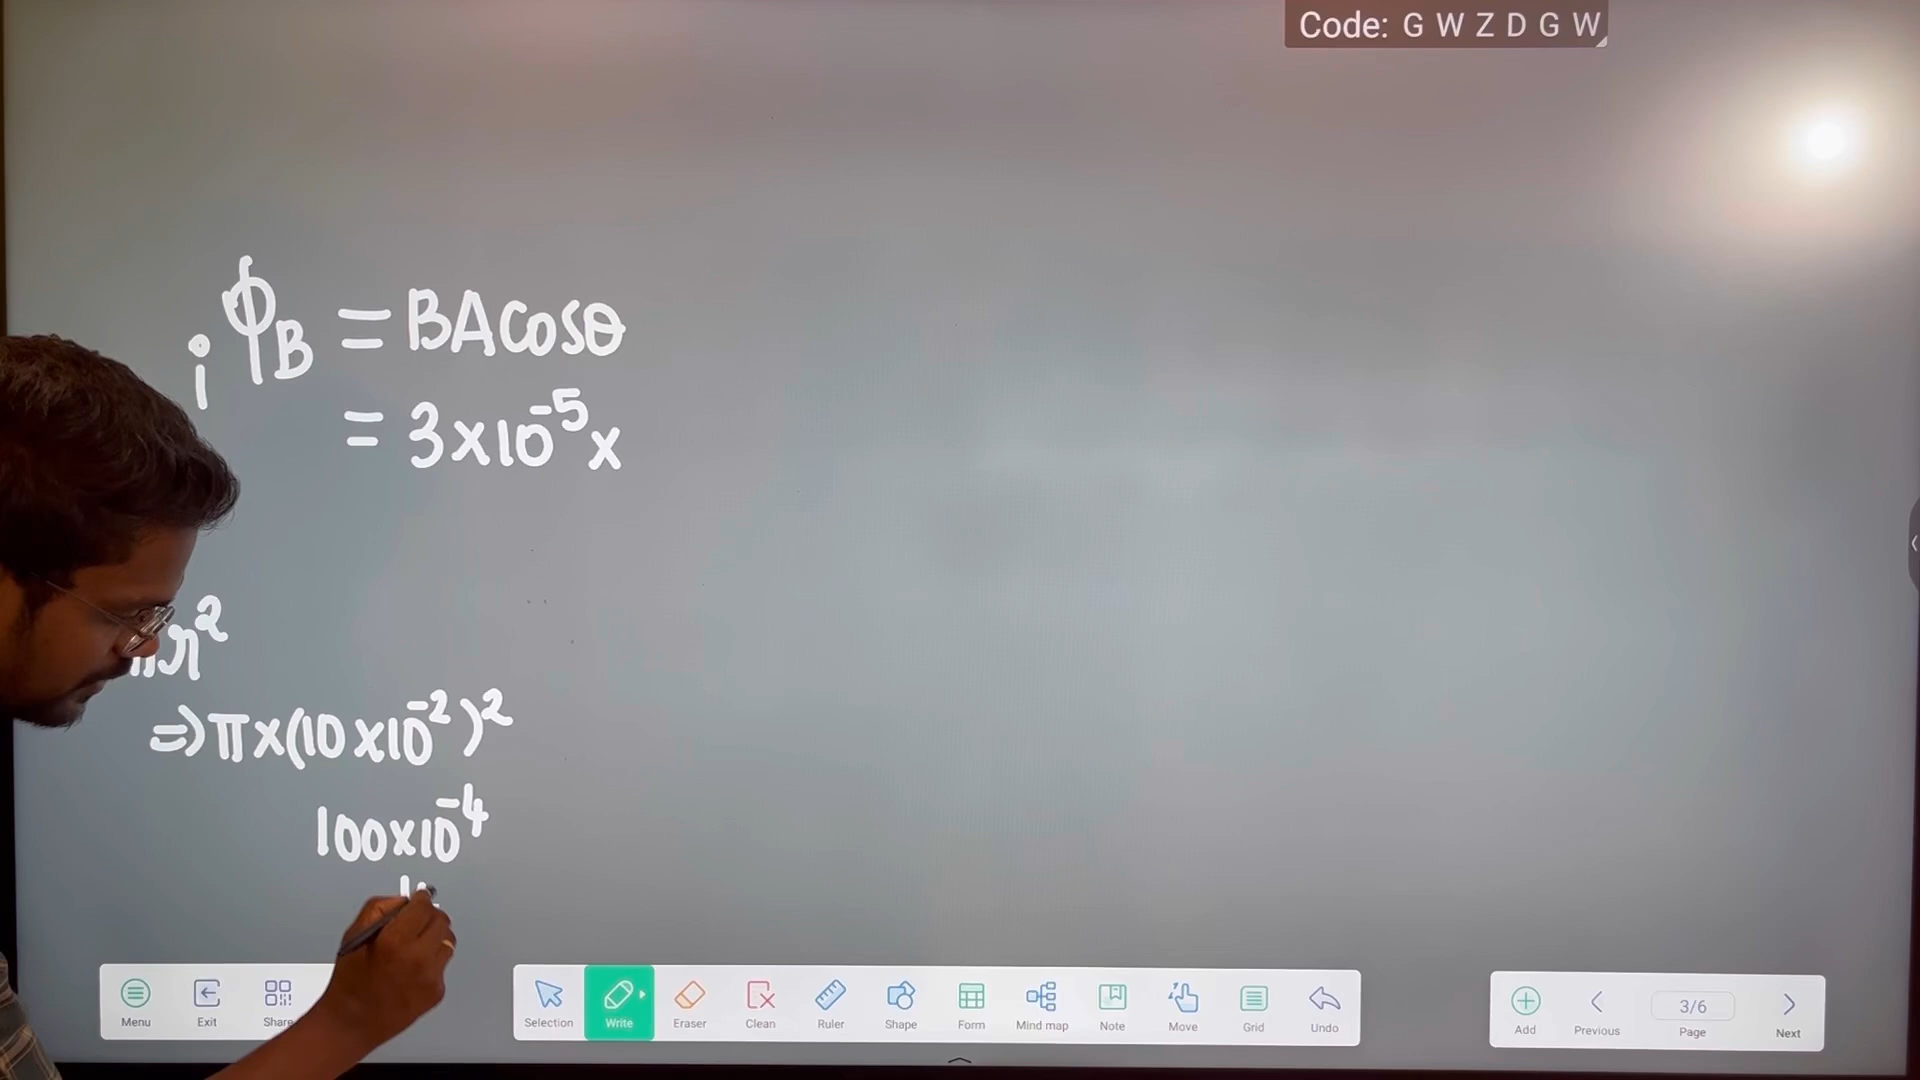 Code: G W Z D G W
iΦB = BAcosθ
= 3×10⁻⁵×
πr²
⇒π×(10×10⁻²)²
100×10⁻⁴
Menu Exit Share Selection Write Eraser Clean Ruler Shape Form Mind map Note Move Grid Undo Add Previous 3/6 Page Next